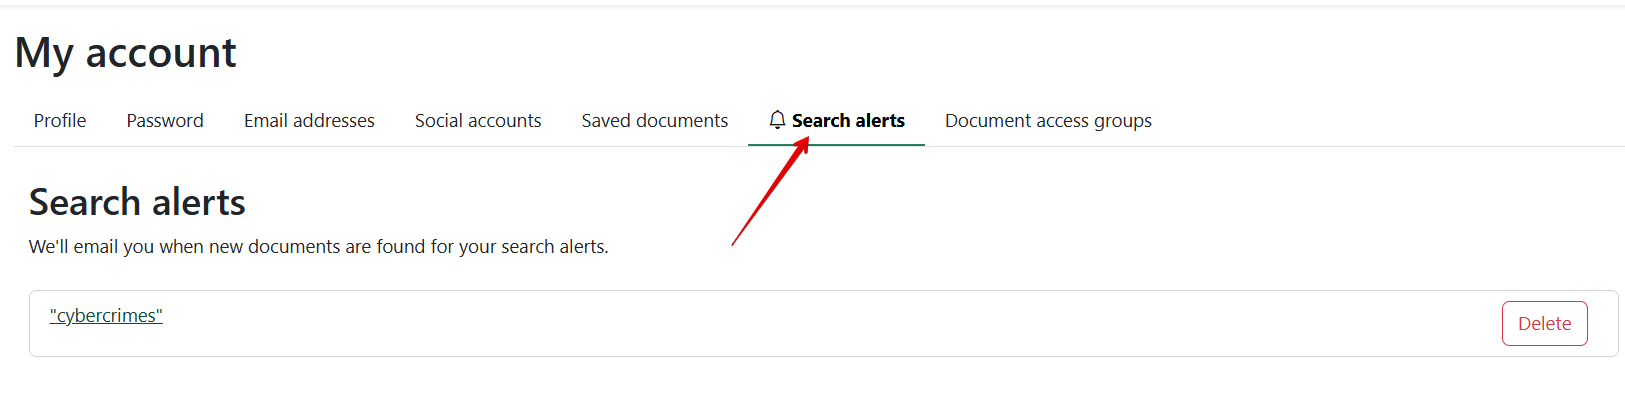 My account
Profile Password Email addresses Social accounts Saved documents Search alerts Document access groups
Search alerts
We'll email you when new documents are found for your search alerts.
"cybercrimes" Delete